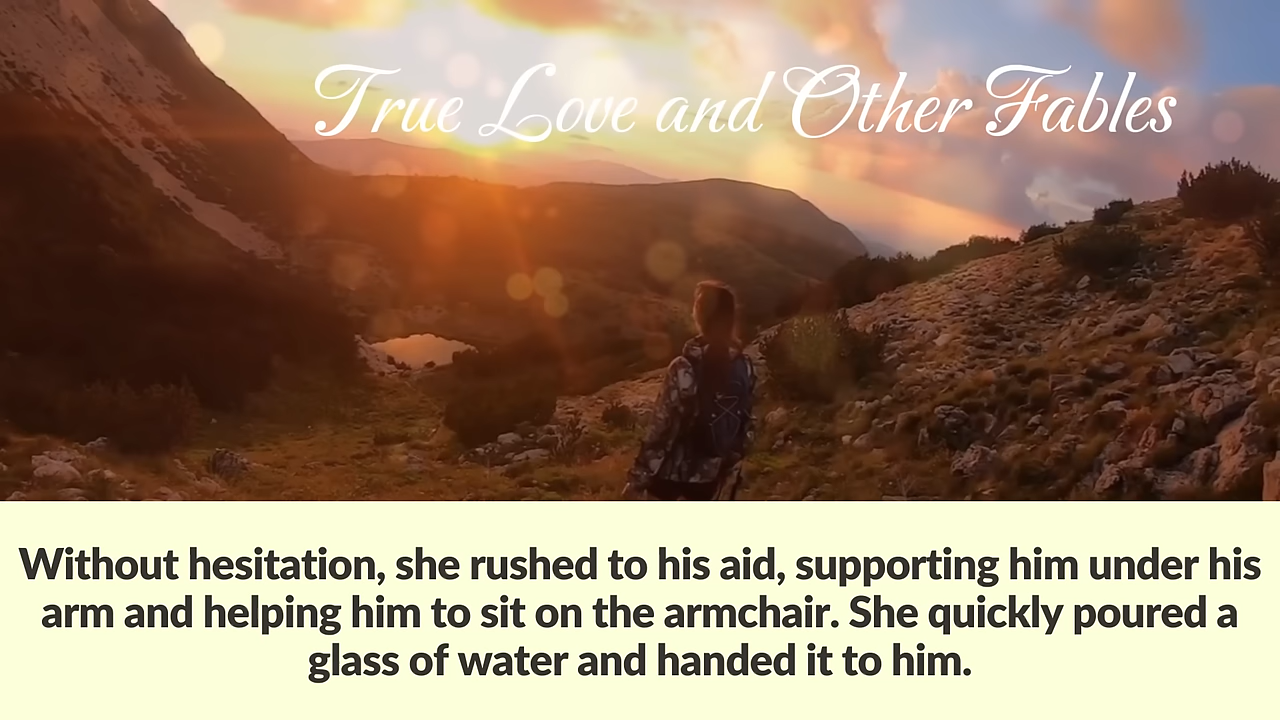 True Love and Other Fables
Without hesitation, she rushed to his aid, supporting him under his
arm and helping him to sit on the armchair. She quickly poured a
glass of water and handed it to him.